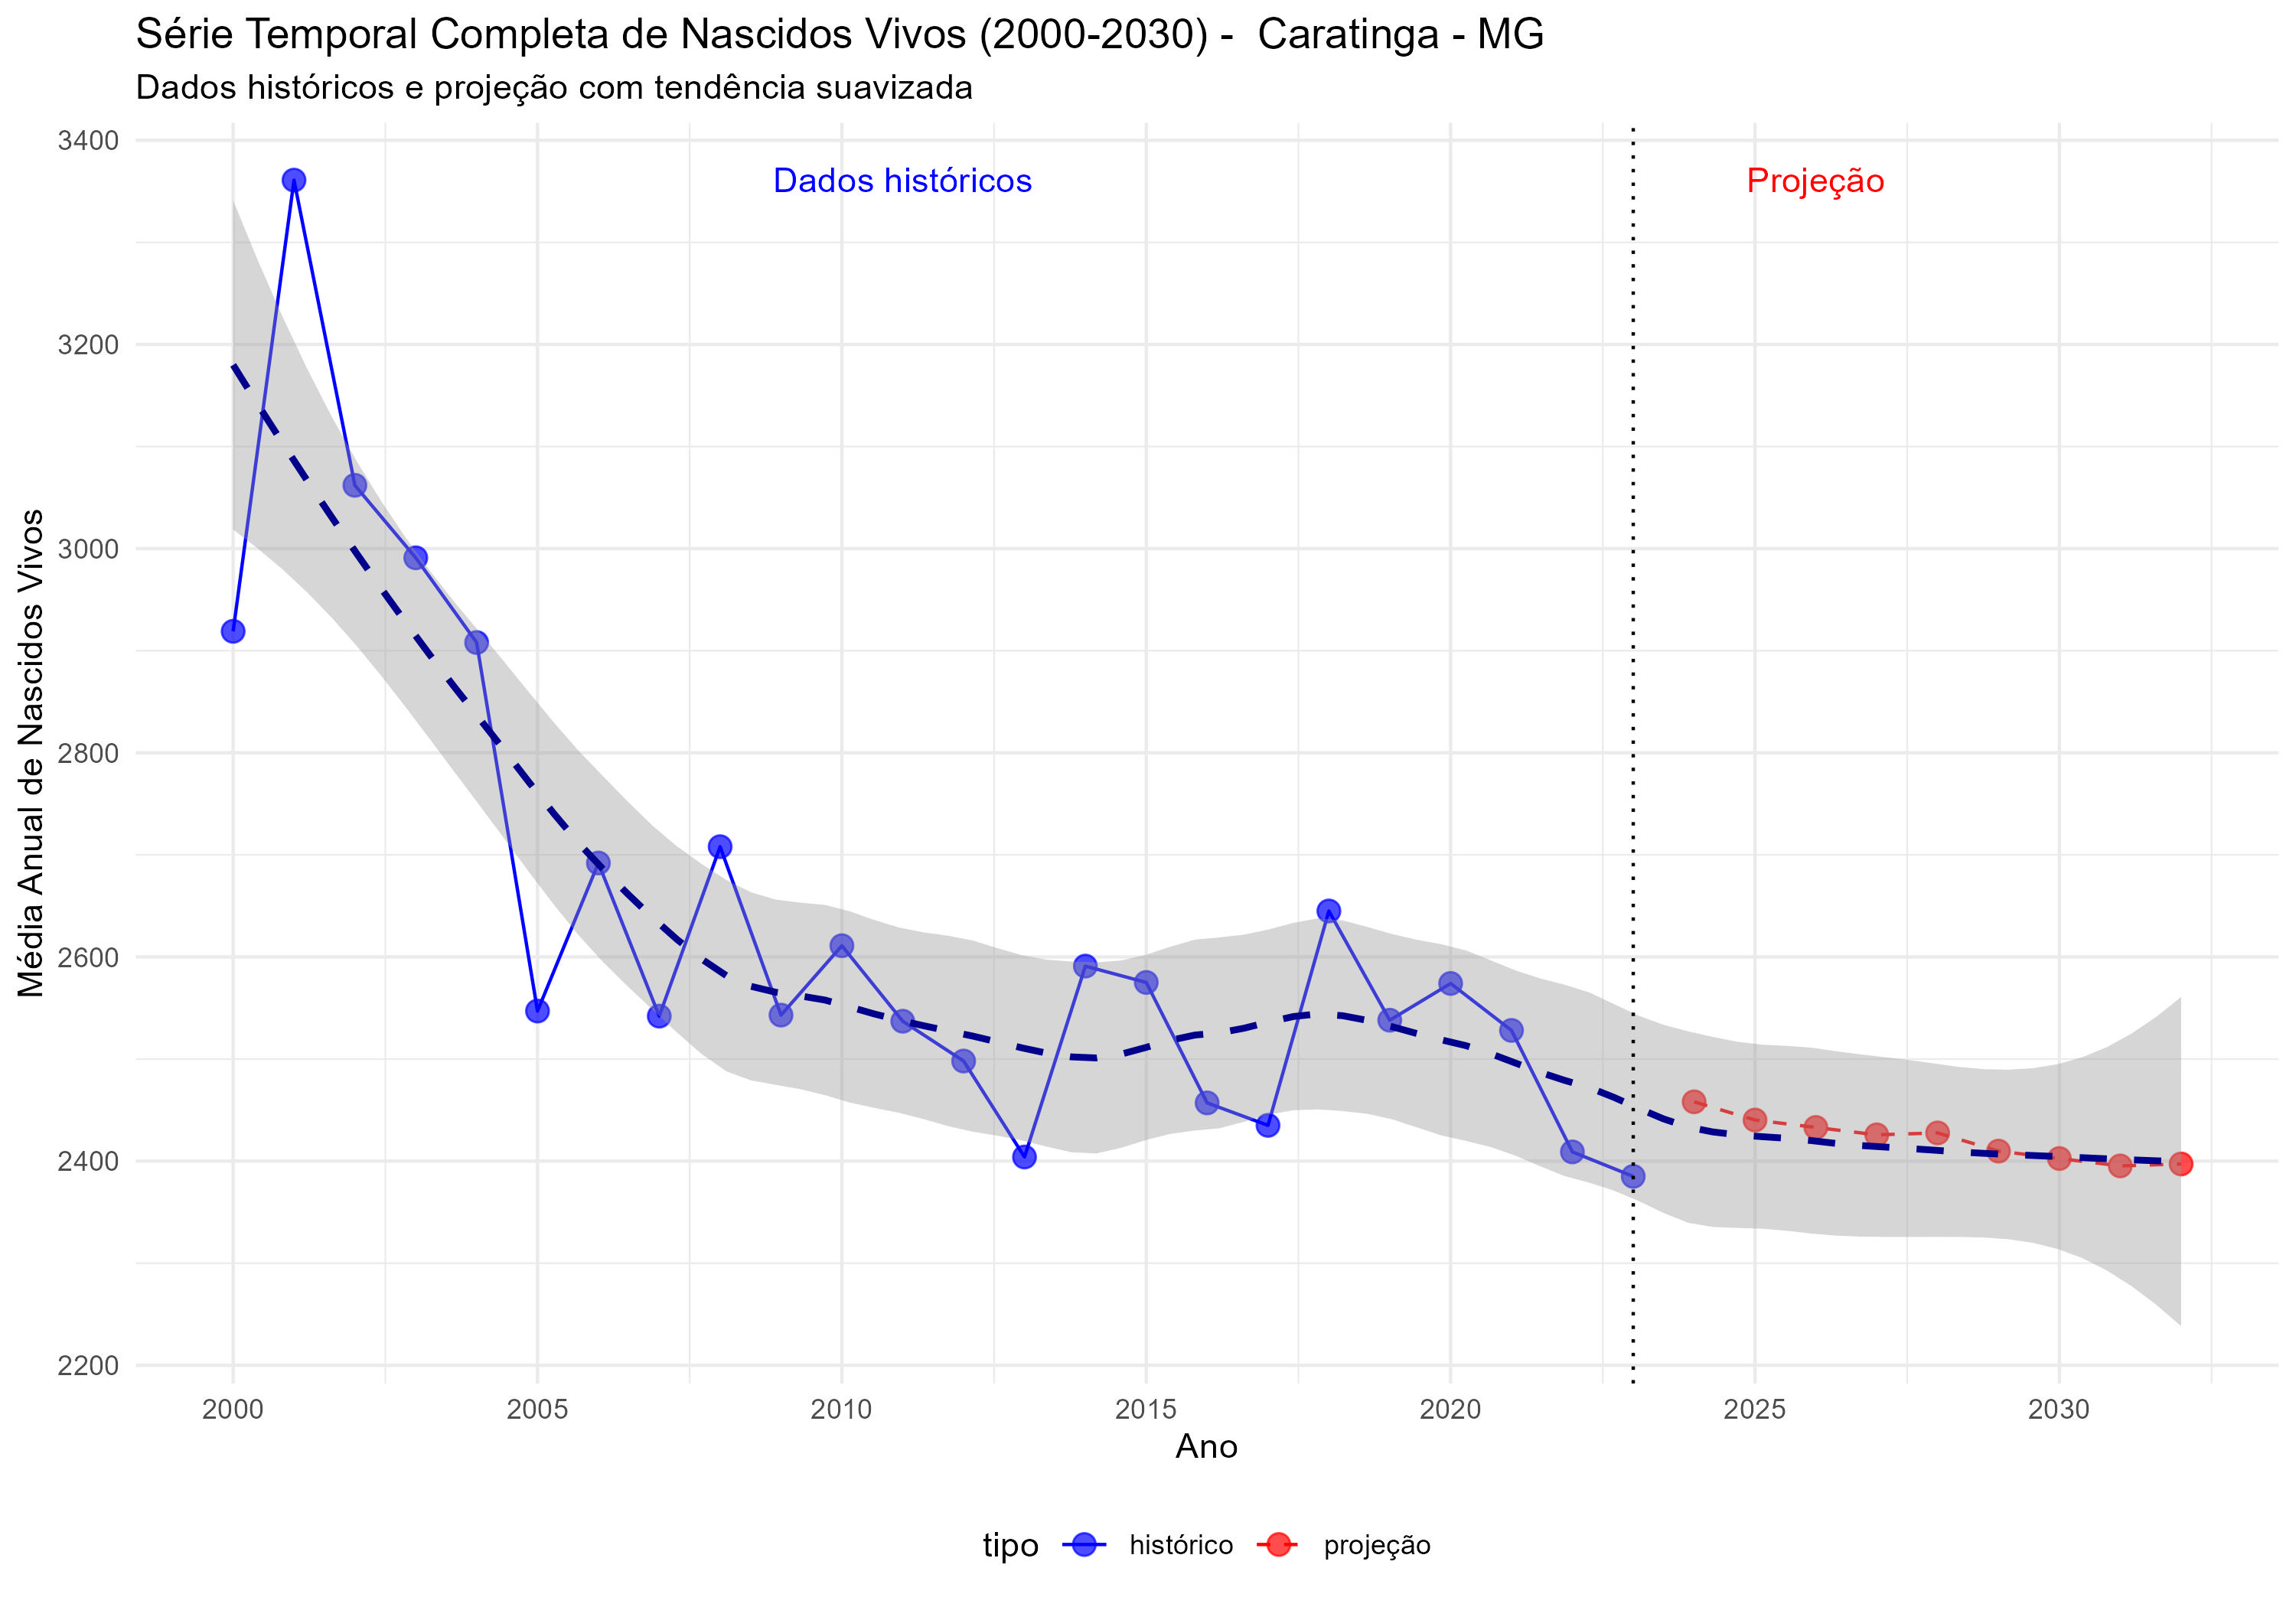 Série Temporal Completa de Nascidos Vivos (2000-2030) -  Caratinga - MG
Dados históricos e projeção com tendência suavizada
Média Anual de Nascidos Vivos
3400
3200
3000
2800
2600
2400
2200
Dados históricos
Projeção
2000 2005 2010 2015 2020 2025 2030
Ano
tipo histórico projeção